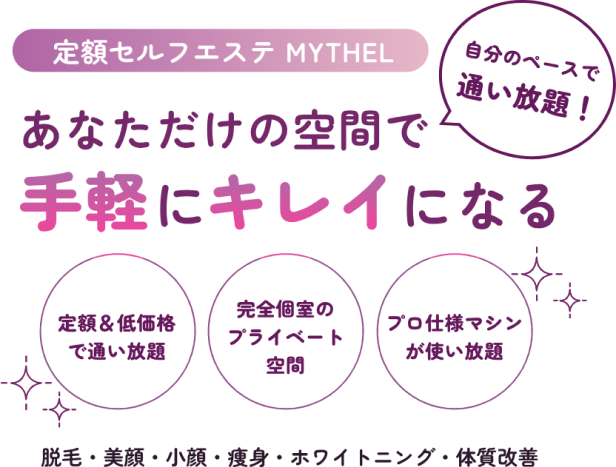 定額セルフエステ MYTHEL
自分のペースで
通い放題！
あなただけの空間で
手軽にキレイになる
定額＆低価格
で通い放題
完全個室の
プライベート
空間
プロ仕様マシン
が使い放題
脱毛・美顔・小顔・痩身・ホワイトニング・体質改善